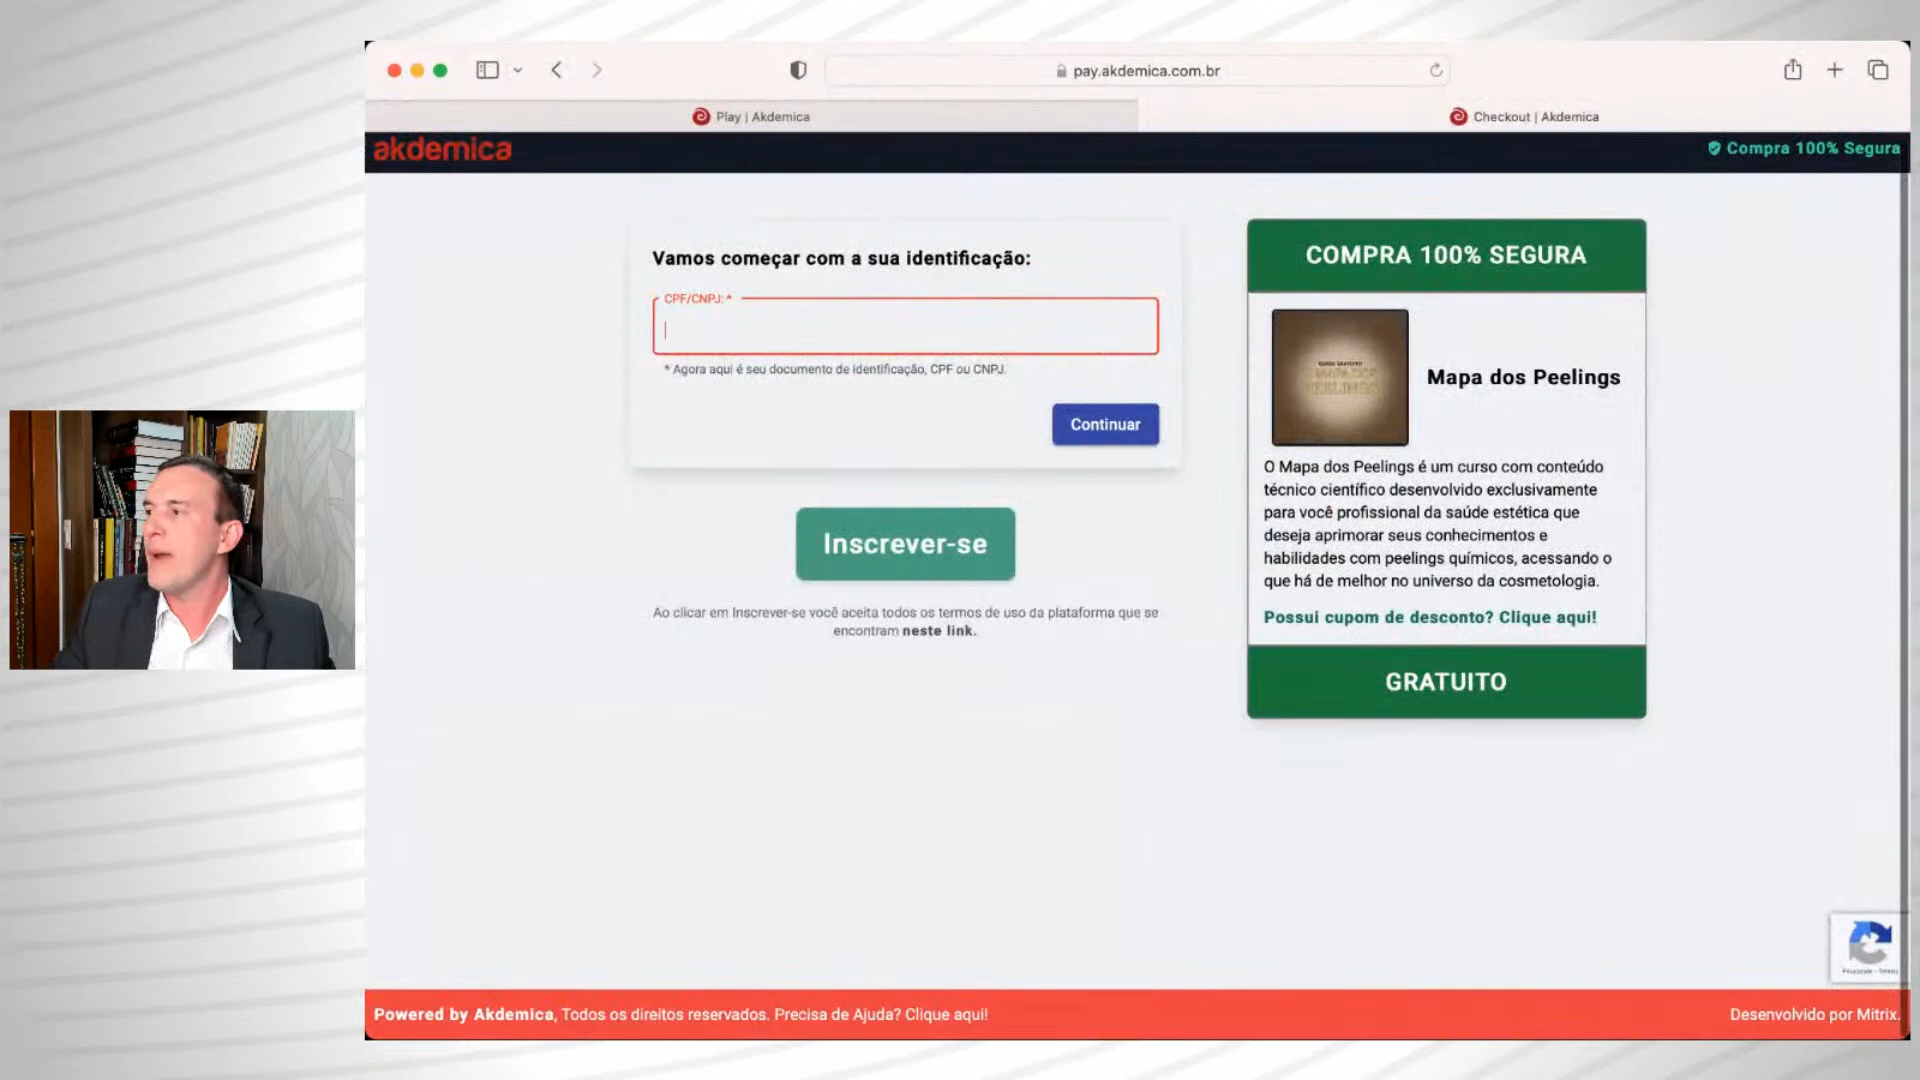 pay.akdemica.com.br
Play | Akdemica
Checkout | Akdemica
akdemica
Compra 100% Segura
Vamos começar com a sua identificação:
CPF/CNPJ: *
* Agora aqui é seu documento de identificação, CPF ou CNPJ.
Continuar
Inscrever-se
Ao clicar em Inscrever-se você aceita todos os termos de uso da plataforma que se
encontram neste link.
COMPRA 100% SEGURA
MAPA DOS
PEELINGS
Mapa dos Peelings
O Mapa dos Peelings é um curso com conteúdo
técnico científico desenvolvido exclusivamente
para você profissional da saúde estética que
deseja aprimorar seus conhecimentos e
habilidades com peelings químicos, acessando o
que há de melhor no universo da cosmetologia.
Possui cupom de desconto? Clique aqui!
GRATUITO
Powered by Akdemica, Todos os direitos reservados. Precisa de Ajuda? Clique aqui!
Desenvolvido por Mitrix.